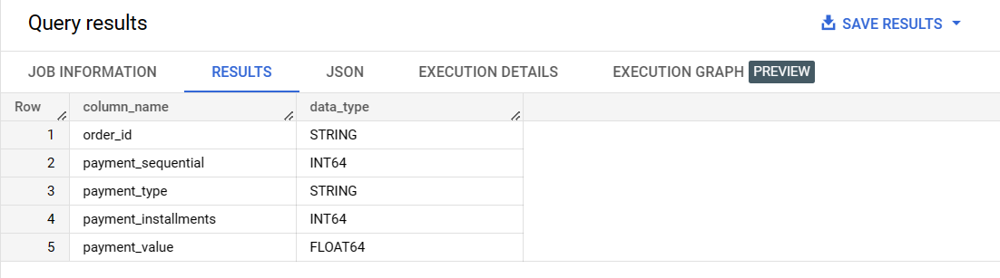 Query results
SAVE RESULTS
JOB INFORMATION RESULTS JSON EXECUTION DETAILS EXECUTION GRAPH PREVIEW
Row column_name data_type
1 order_id STRING
2 payment_sequential INT64
3 payment_type STRING
4 payment_installments INT64
5 payment_value FLOAT64